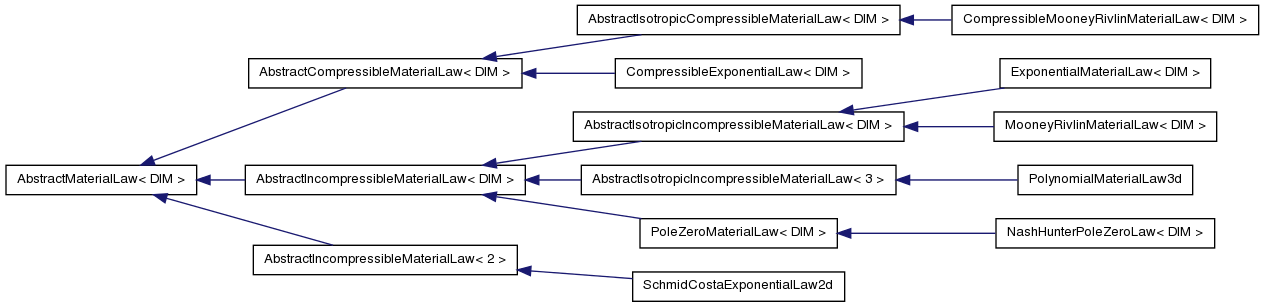 AbstractIsotropicCompressibleMaterialLaw< DIM >
CompressibleMooneyRivlinMaterialLaw< DIM >
AbstractCompressibleMaterialLaw< DIM >
CompressibleExponentialLaw< DIM >
ExponentialMaterialLaw< DIM >
AbstractIsotropicIncompressibleMaterialLaw< DIM >
MooneyRivlinMaterialLaw< DIM >
AbstractMaterialLaw< DIM >
AbstractIncompressibleMaterialLaw< DIM >
AbstractIsotropicIncompressibleMaterialLaw< 3 >
PolynomialMaterialLaw3d
PoleZeroMaterialLaw< DIM >
NashHunterPoleZeroLaw< DIM >
AbstractIncompressibleMaterialLaw< 2 >
SchmidCostaExponentialLaw2d